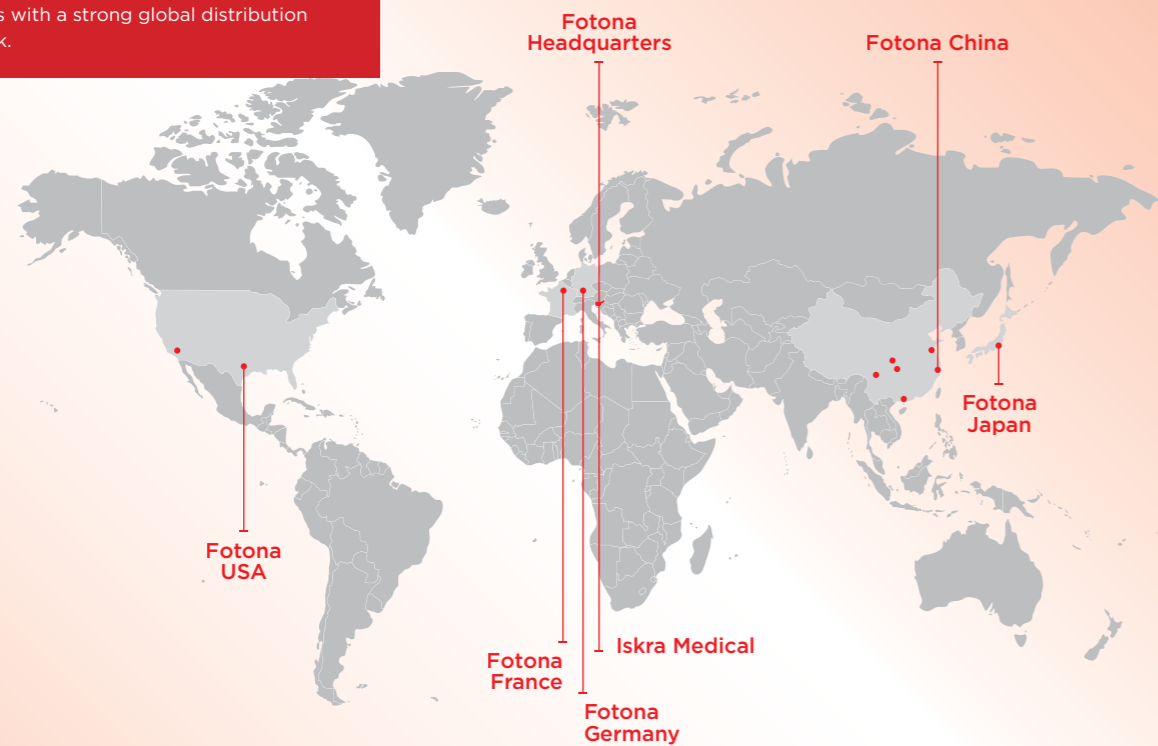 s with a strong global distribution
k.
Fotona
Headquarters
Fotona China
Fotona
Japan
Fotona
USA
Iskra Medical
Fotona
France
Fotona
Germany